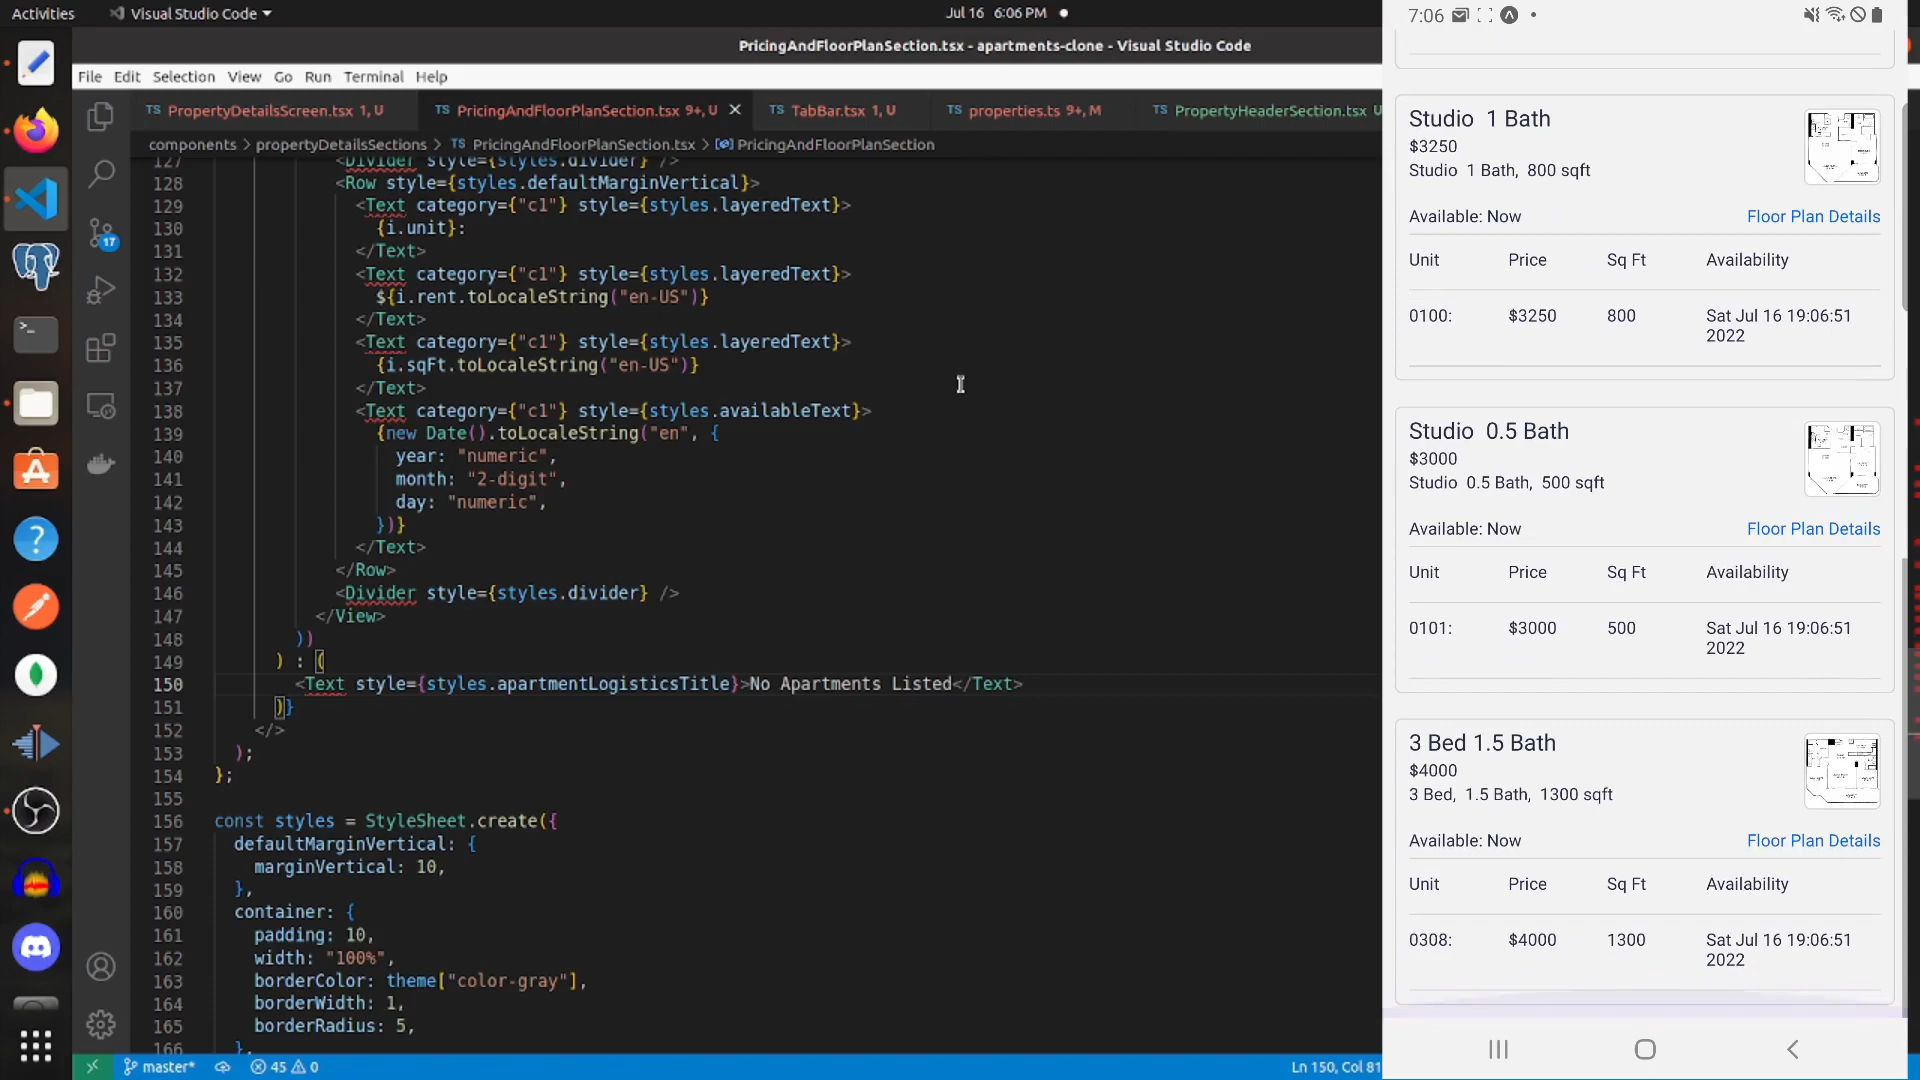 Activities
Visual Studio Code
Jul 16 6:06 PM
PricingAndFloorPlanSection.tsx - apartments-clone - Visual Studio Code
File Edit Selection View Go Run Terminal Help
TS PropertyDetailsScreen.tsx 1, U
TS PricingAndFloorPlanSection.tsx 9+, U
TS TabBar.tsx 1, U
TS properties.ts 9+, M
TS PropertyHeaderSection.tsx U
components > propertyDetailsSections > TS PricingAndFloorPlanSection.tsx > PricingAndFloorPlanSection
127 <Divider style={styles.divider} />
128 <Row style={styles.defaultMarginVertical}>
129 <Text category={"c1"} style={styles.layeredText}>
130 {i.unit}:
131 </Text>
132 <Text category={"c1"} style={styles.layeredText}>
133 ${i.rent.toLocaleString("en-US")}
134 </Text>
135 <Text category={"c1"} style={styles.layeredText}>
136 {i.sqFt.toLocaleString("en-US")}
137 </Text>
138 <Text category={"c1"} style={styles.availableText}>
139 {new Date().toLocaleString("en", {
140 year: "numeric",
141 month: "2-digit",
142 day: "numeric",
143 })}
144 </Text>
145 </Row>
146 <Divider style={styles.divider} />
147 </View>
148 ))
149 ) : (
150 <Text style={styles.apartmentLogisticsTitle}>No Apartments Listed</Text>
151 )}
152 </>
153 );
154 };
155
156 const styles = StyleSheet.create({
157 defaultMarginVertical: {
158 marginVertical: 10,
159 },
160 container: {
161 padding: 10,
162 width: "100%",
163 borderColor: theme["color-gray"],
164 borderWidth: 1,
165 borderRadius: 5,
166 },
17
master*
45 0
Ln 150, Col 81
7:06
Studio 1 Bath
$3250
Studio 1 Bath, 800 sqft
Available: Now
Floor Plan Details
Unit Price Sq Ft Availability
0100: $3250 800 Sat Jul 16 19:06:51
2022
Studio 0.5 Bath
$3000
Studio 0.5 Bath, 500 sqft
Available: Now
Floor Plan Details
Unit Price Sq Ft Availability
0101: $3000 500 Sat Jul 16 19:06:51
2022
3 Bed 1.5 Bath
$4000
3 Bed, 1.5 Bath, 1300 sqft
Available: Now
Floor Plan Details
Unit Price Sq Ft Availability
0308: $4000 1300 Sat Jul 16 19:06:51
2022